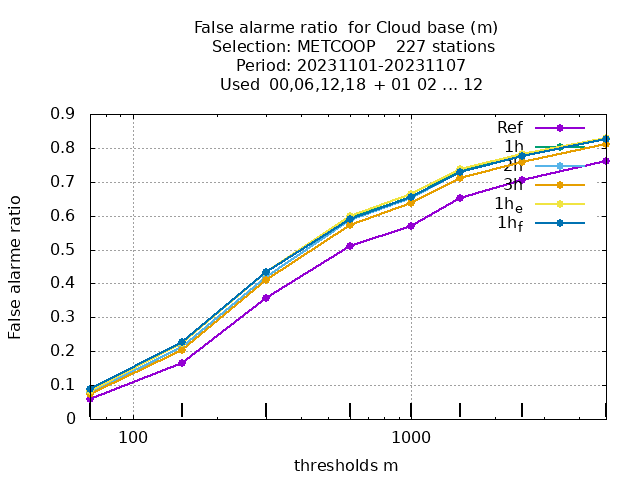 False alarme ratio  for Cloud base (m)
Selection: METCOOP    227 stations
Period: 20231101-20231107
Used  00,06,12,18  + 01 02 ... 12
0.9
0.8
0.7
0.6
0.5
0.4
0.3
0.2
0.1
0
False alarme ratio
Ref
1h
2h
3h
1he
1hf
100 1000
thresholds m